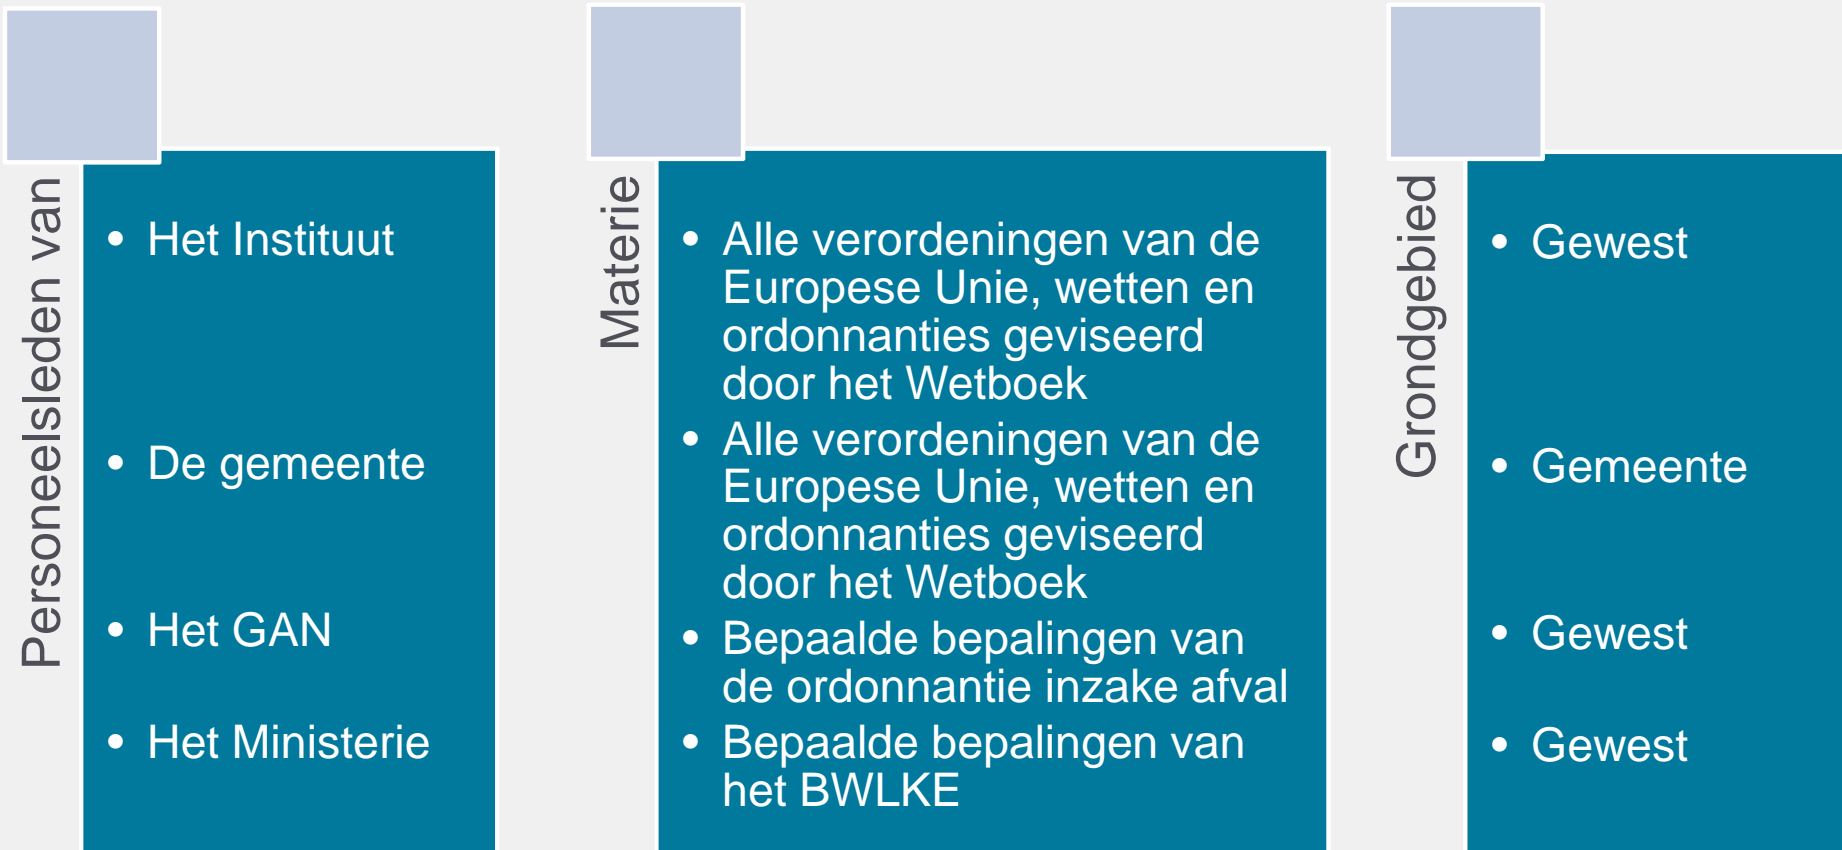 Personeelsleden van
• Het Instituut
• De gemeente
• Het GAN
• Het Ministerie
Materie
• Alle verordeningen van de
Europese Unie, wetten en
ordonnanties geviseerd
door het Wetboek
• Alle verordeningen van de
Europese Unie, wetten en
ordonnanties geviseerd
door het Wetboek
• Bepaalde bepalingen van
de ordonnantie inzake afval
• Bepaalde bepalingen van
het BWLKE
Grondgebied
• Gewest
• Gemeente
• Gewest
• Gewest